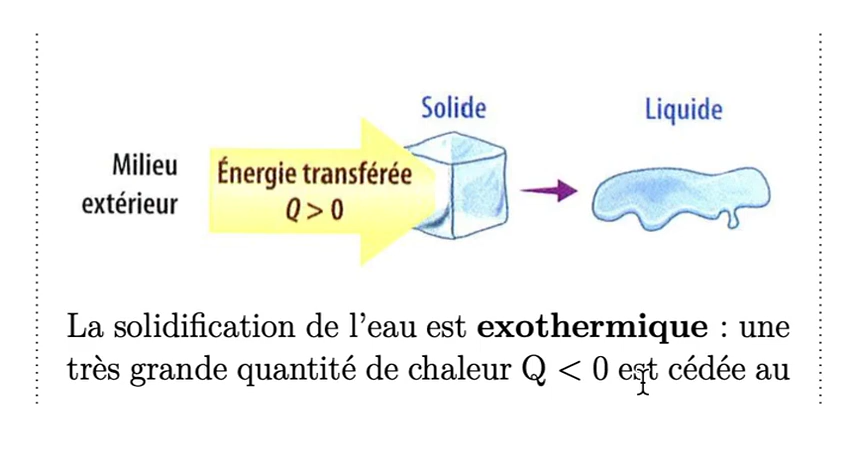 Solide
Liquide
Milieu
extérieur
Énergie transférée
Q > 0
La solidification de l'eau est exothermique : une
très grande quantité de chaleur Q < 0 est cédée au